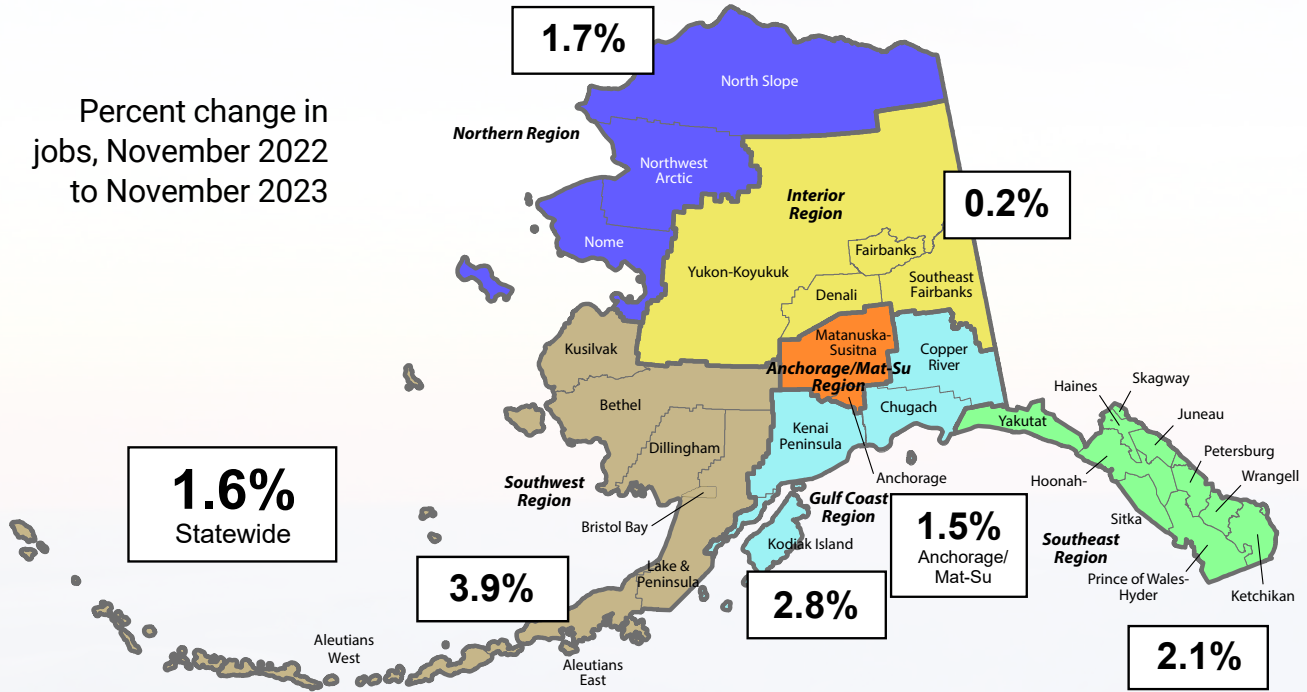 Percent change in
jobs, November 2022
to November 2023
1.7%
North Slope
Northern Region
Northwest
Arctic
Nome
Interior
Region
0.2%
Fairbanks
Yukon-Koyukuk
Southeast
Fairbanks
Denali
Matanuska-
Susitna
Anchorage/Mat-Su
Region
Copper
River
Chugach
Kusilvak
Bethel
Dillingham
Kenai
Peninsula
Anchorage
Southwest
Region
Bristol Bay
Gulf Coast
Region
Kodiak Island
Lake &
Peninsula
1.6%
Statewide
3.9%
2.8%
1.5%
Anchorage/
Mat-Su
Aleutians
West
Aleutians
East
Yakutat
Haines
Skagway
Juneau
Petersburg
Wrangell
Hoonah-
Sitka
Southeast
Region
Prince of Wales-
Hyder
Ketchikan
2.1%